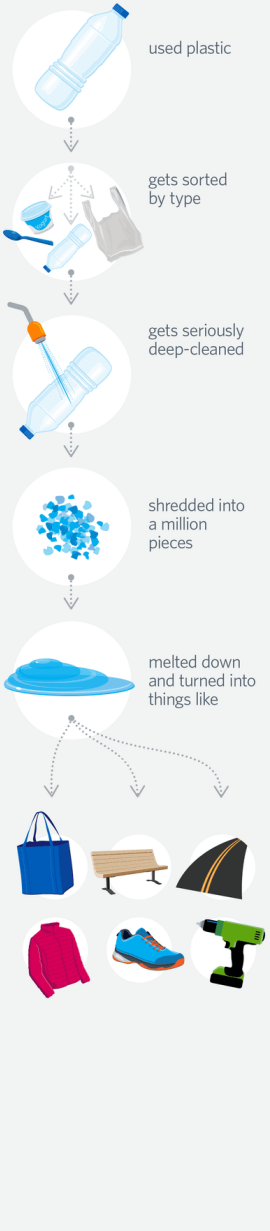 used plastic
gets sorted
by type
gets seriously
deep-cleaned
shredded into
a million
pieces
melted down
and turned into
things like